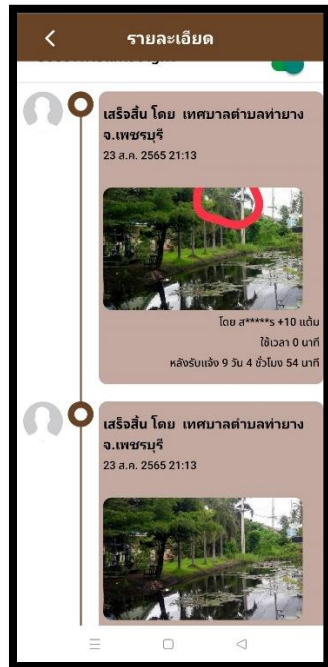 รายละเอียด
เสร็จสิ้น โดย เทศบาลตำบลท่ายาง
จ.เพชรบุรี
23 ส.ค. 2565 21:13
โดย ส*****s +10 แต้ม
ใช้เวลา 0 นาที
หลังรับแจ้ง 9 วัน 4 ชั่วโมง 54 นาที
เสร็จสิ้น โดย เทศบาลตำบลท่ายาง
จ.เพชรบุรี
23 ส.ค. 2565 21:13